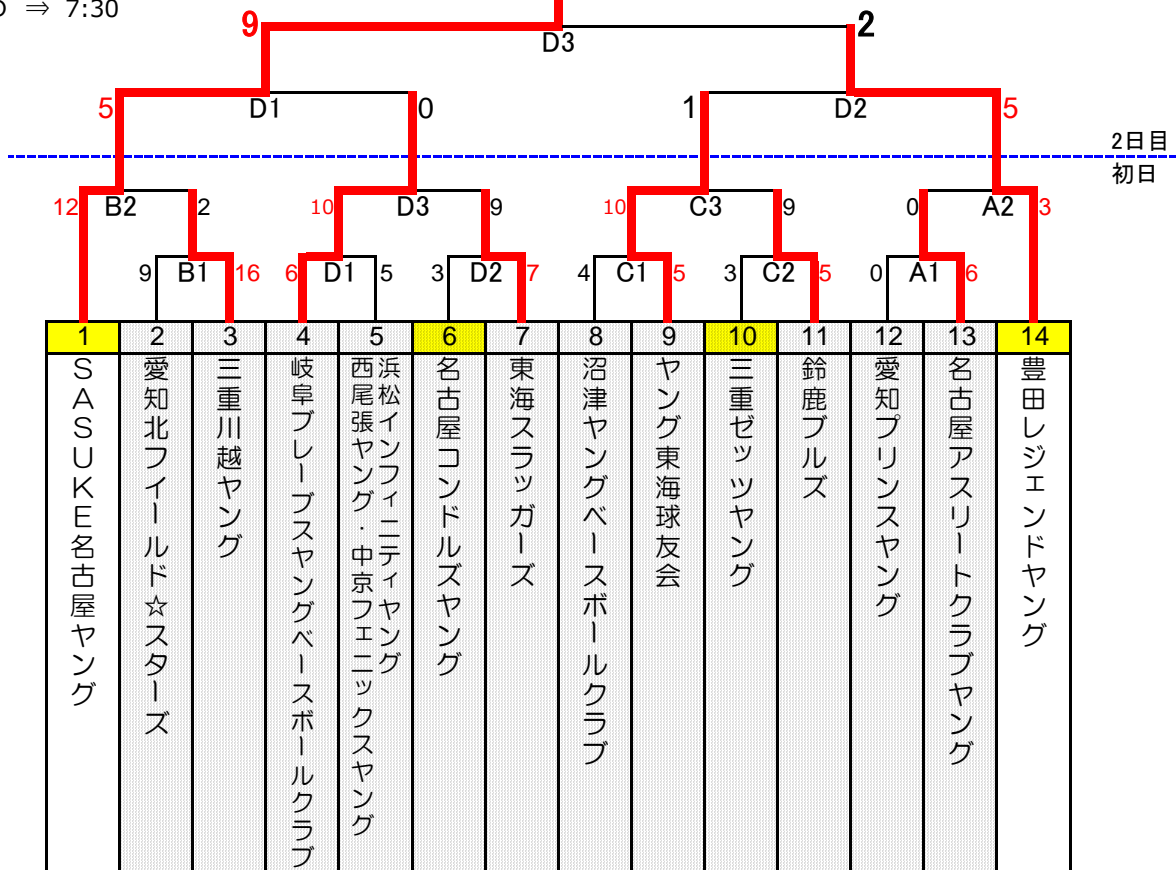 ⇒ 7:30
9
2
D3
5
D1
0
1
D2
5
2日目
初日
12
B2
2
10
D3
9
10
C3
9
0
A2
3
9
B1
16
6
D1
5
3
D2
7
4
C1
5
3
C2
5
0
A1
6
1
2
3
4
5
6
7
8
9
10
11
12
13
14
SASUKE名古屋ヤング
愛知北フィールド☆スターズ
三重川越ヤング
岐阜ブレーブスヤングベースボールクラブ
浜松インフィニティヤング
西尾張ヤング・中京フェニックスヤング
名古屋コンドルズヤング
東海スラッガーズ
沼津ヤングベースボールクラブ
ヤング東海球友会
三重ゼッツヤング
鈴鹿ブルズ
愛知プリンスヤング
名古屋アスリートクラブヤング
豊田レジェンドヤング